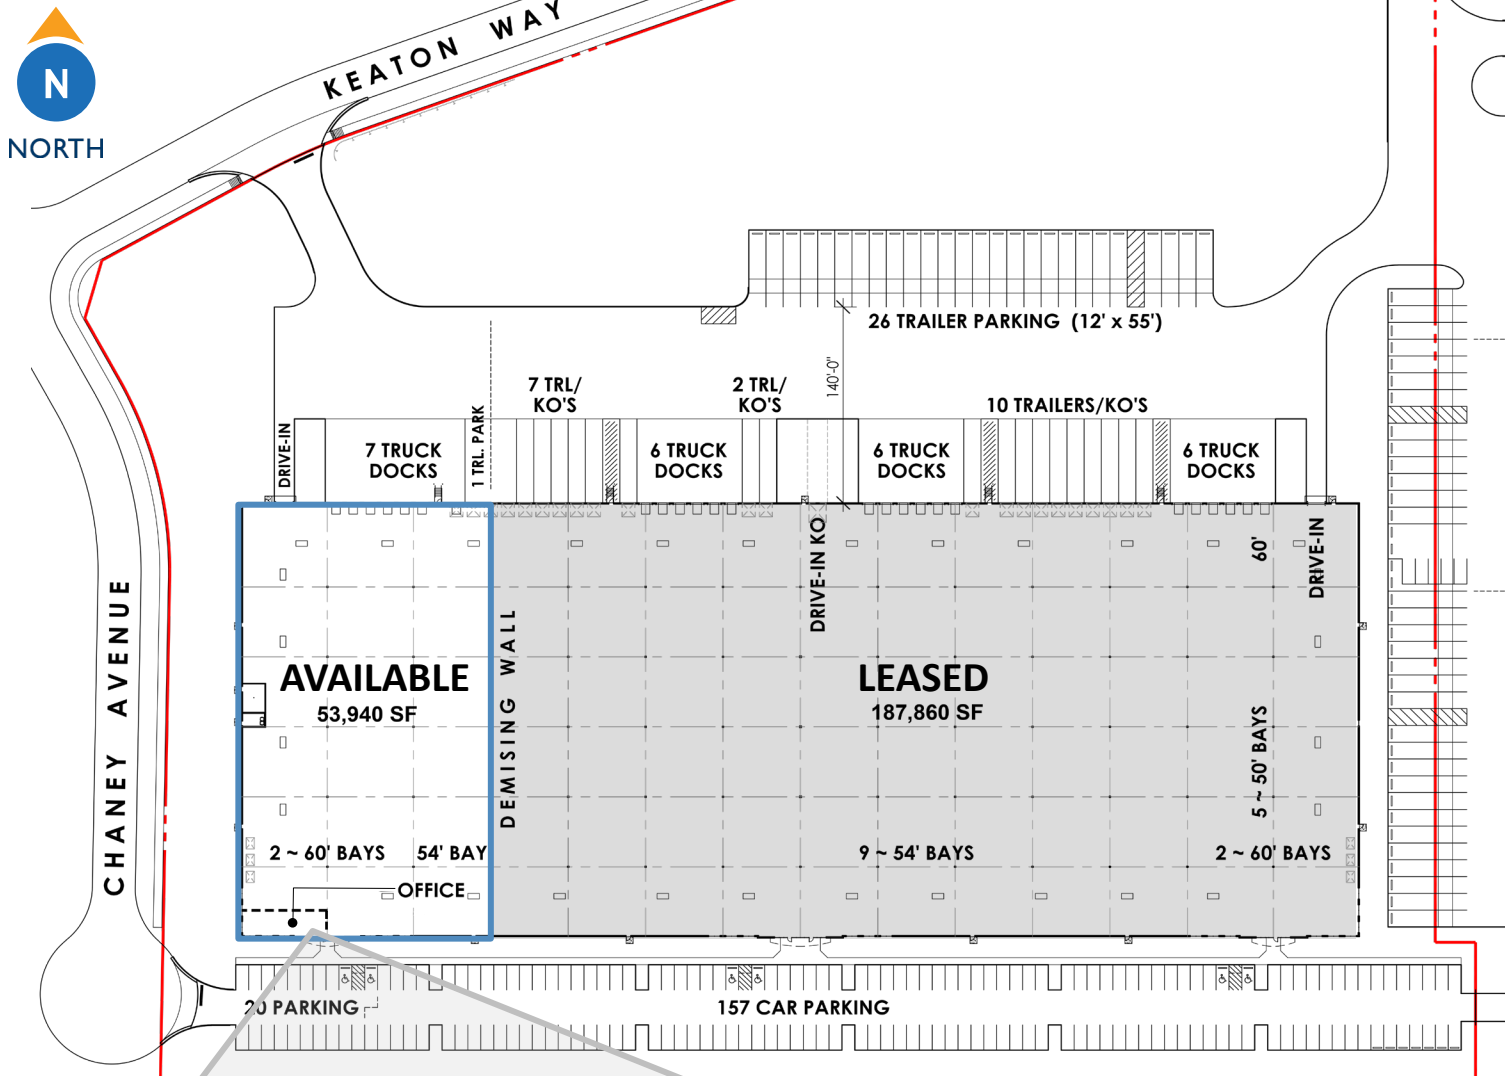 KEATON WAY
N
NORTH
26 TRAILER PARKING (12' x 55')
140'-0"
7 TRL/
KO'S
2 TRL/
KO'S
10 TRAILERS/KO'S
DRIVE-IN
7 TRUCK
DOCKS
1 TRL. PARK
6 TRUCK
DOCKS
6 TRUCK
DOCKS
6 TRUCK
DOCKS
DRIVE-IN KO
60'
DRIVE-IN
CHANEY AVENUE
AVAILABLE
53,940 SF
DEMISING WALL
LEASED
187,860 SF
5 ~ 50' BAYS
2 ~ 60' BAYS
54' BAY
9 ~ 54' BAYS
2 ~ 60' BAYS
OFFICE
20 PARKING
157 CAR PARKING